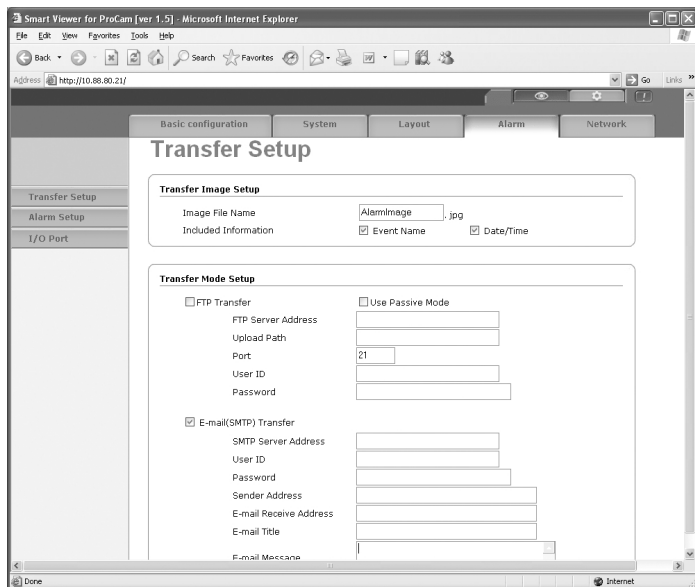 Smart Viewer for ProCam [ver 1.5] - Microsoft Internet Explorer
File Edit View Favorites Tools Help
Back Search Favorites
Address http://10.88.80.21/ Go Links »
Basic configuration System Layout Alarm Network
Transfer Setup
Transfer Setup
Alarm Setup
I/O Port
Transfer Image Setup
Image File Name AlarmImage .jpg
Included Information Event Name Date/Time
Transfer Mode Setup
FTP Transfer Use Passive Mode
FTP Server Address
Upload Path
Port 21
User ID
Password
E-mail(SMTP) Transfer
SMTP Server Address
User ID
Password
Sender Address
E-mail Receive Address
E-mail Title
E-mail Message
Done Internet